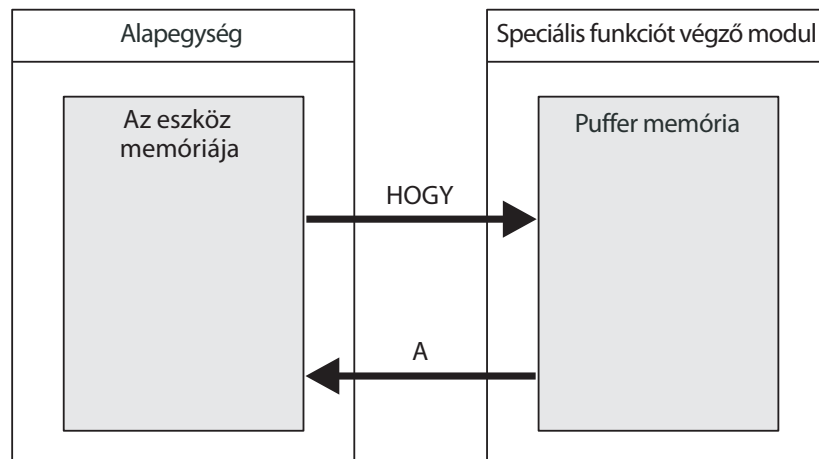 Alapegység
Speciális funkciót végző modul
Az eszköz
memóriája
Puffer memória
HOGY
A